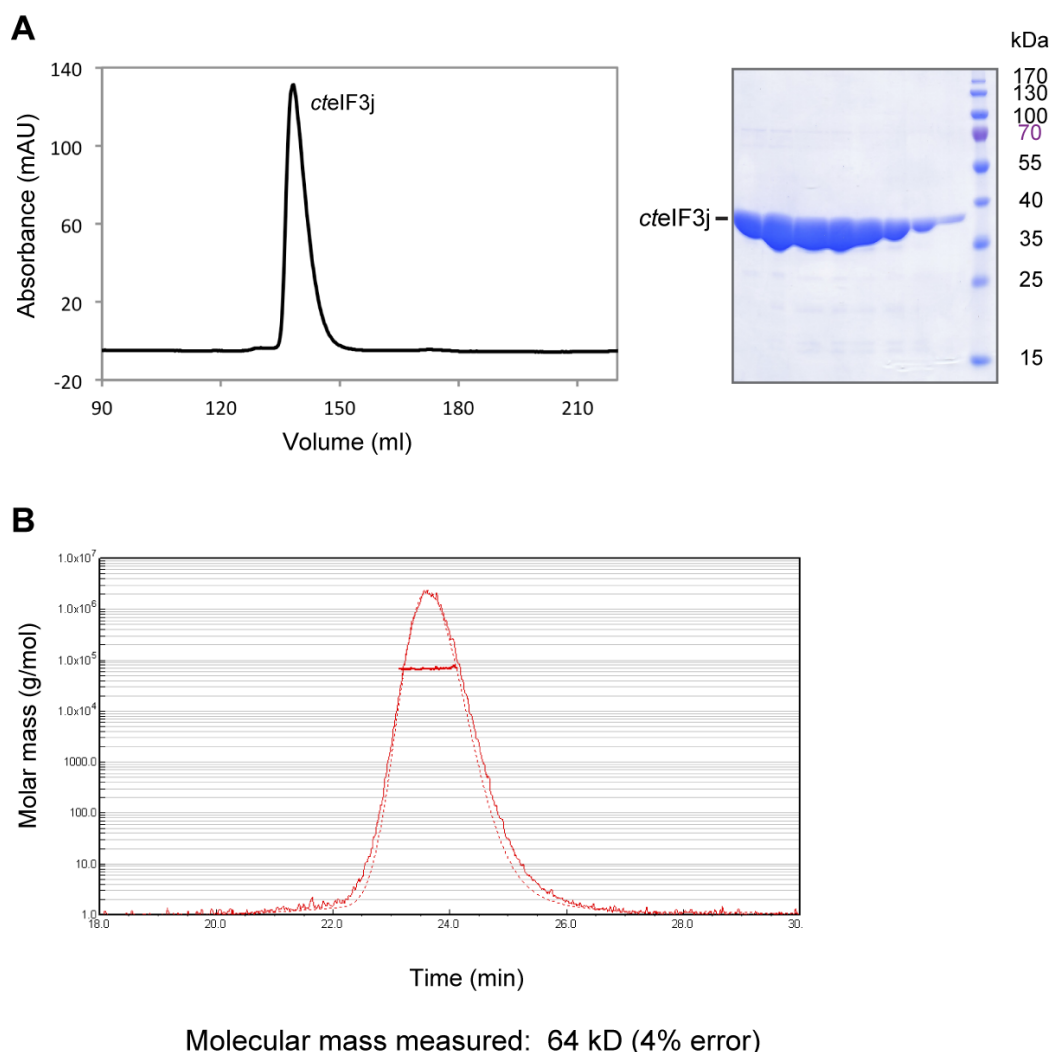 A
Absorbance (mAU)
140
100
60
20
-20
cteIF3j
90 120 150 180 210
Volume (ml)
cteIF3j
kDa
170
130
100
70
55
40
35
25
15
B
Molar mass (g/mol)
1.0x10⁷
1.0x10⁶
1.0x10⁵
1.0x10⁴
1000.0
100.0
10.0
1.0
18.0 20.0 22.0 24.0 26.0 28.0 30.
Time (min)
Molecular mass measured: 64 kD (4% error)